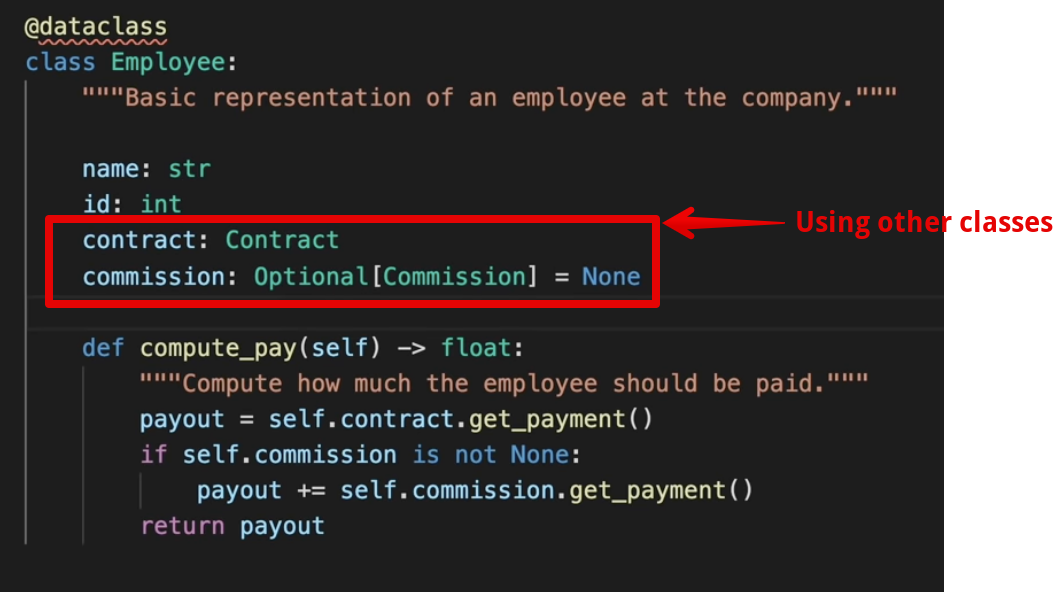 @dataclass
class Employee:
"""Basic representation of an employee at the company."""
name: str
id: int
contract: Contract
commission: Optional[Commission] = None
Using other classes
def compute_pay(self) -> float:
"""Compute how much the employee should be paid."""
payout = self.contract.get_payment()
if self.commission is not None:
payout += self.commission.get_payment()
return payout